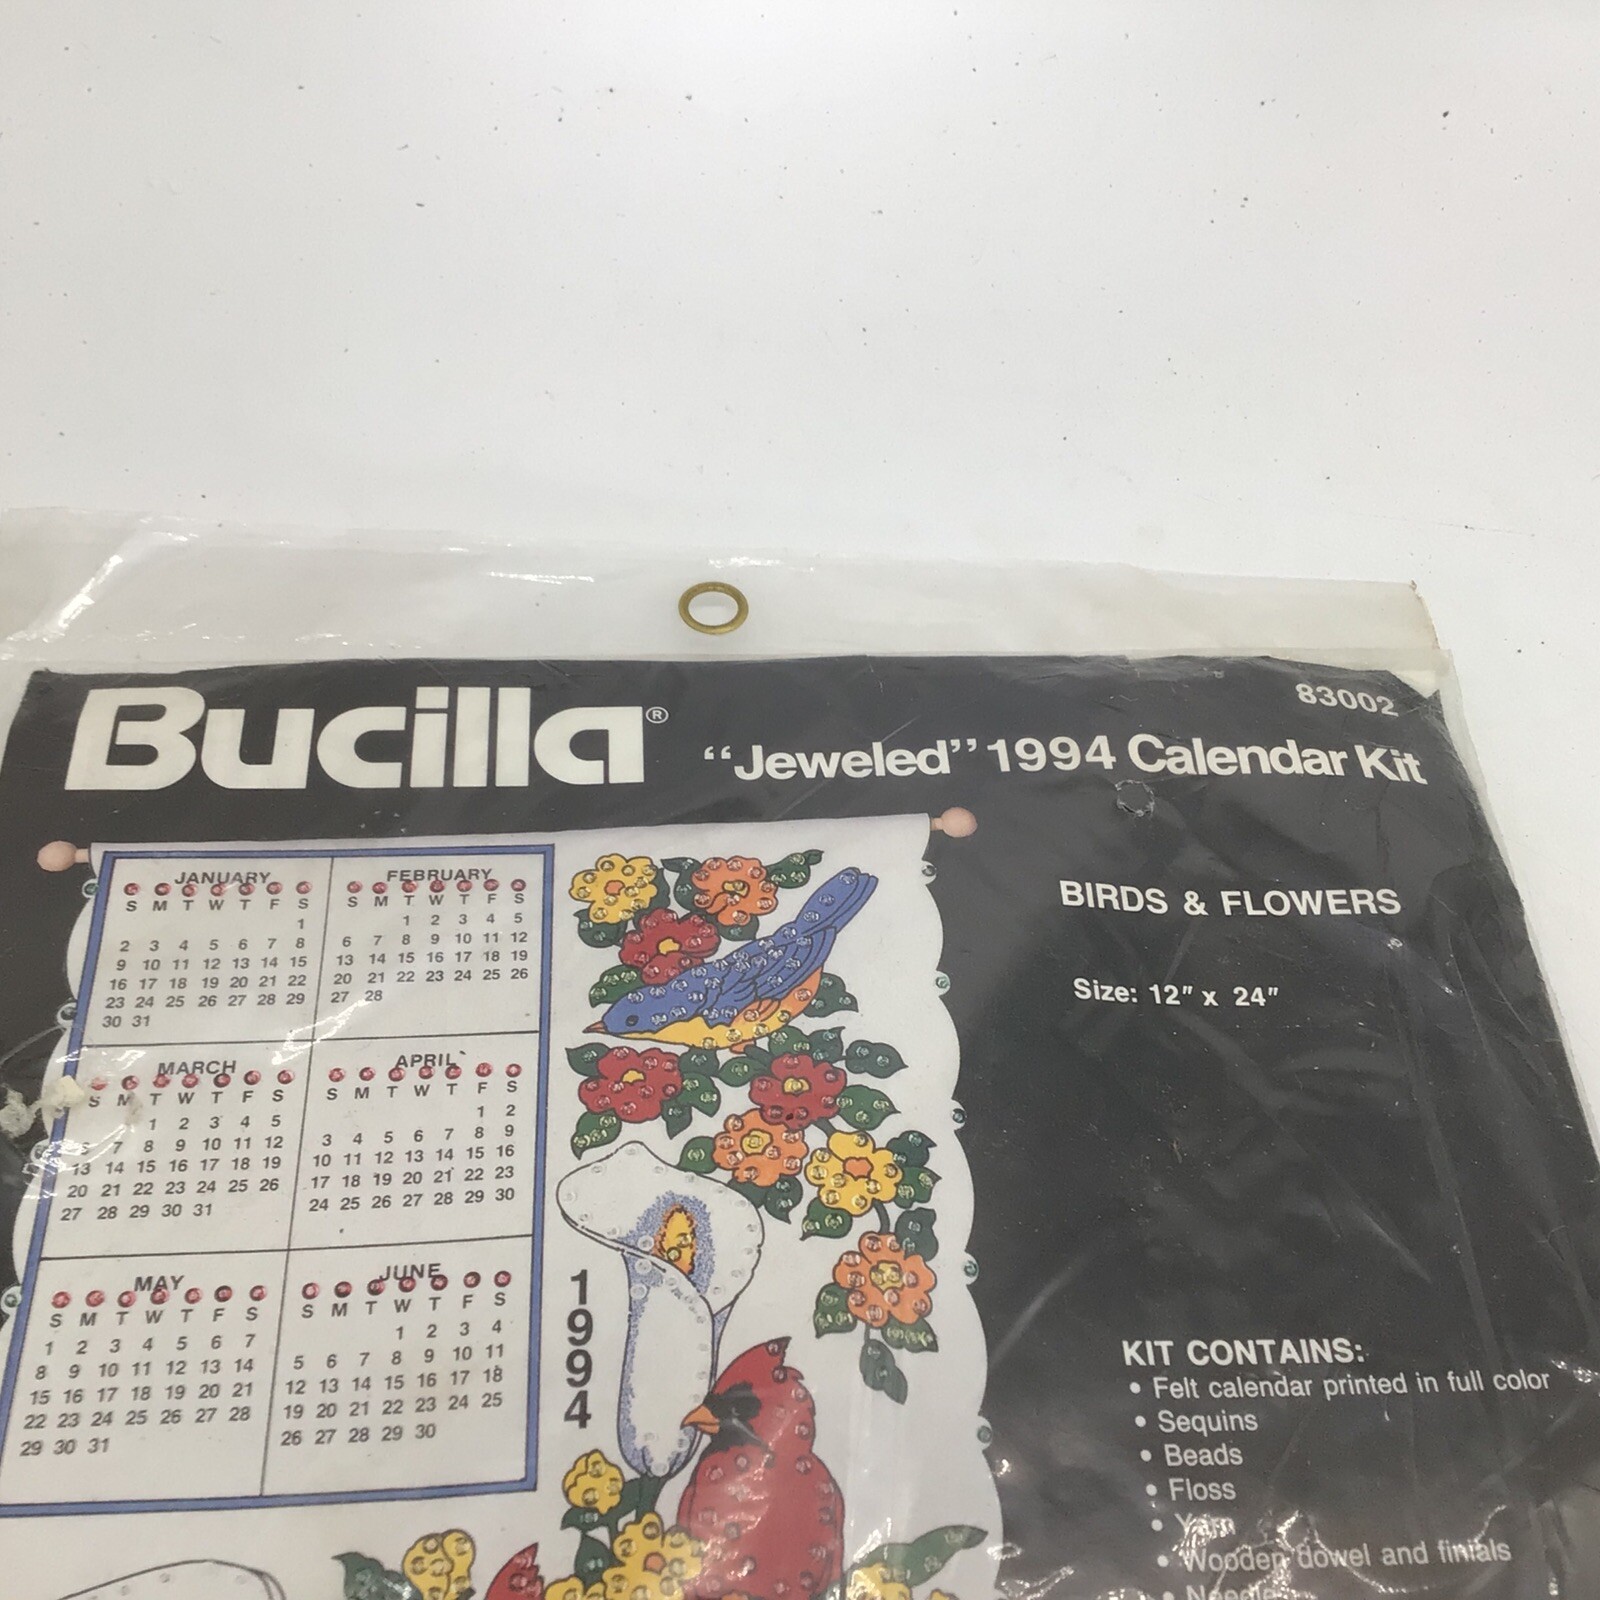 83002
Bucilla®
“Jeweled” 1994 Calendar Kit
BIRDS & FLOWERS
Size: 12" x 24"
JANUARY
S M T W T F S
1
2 3 4 5 6 7 8
9 10 11 12 13 14 15
16 17 18 19 20 21 22
23 24 25 26 27 28 29
30 31
FEBRUARY
S M T W T F S
1 2 3 4 5
6 7 8 9 10 11 12
13 14 15 16 17 18 19
20 21 22 23 24 25 26
27 28
MARCH
S M T W T F S
1 2 3 4 5
6 7 8 9 10 11 12
13 14 15 16 17 18 19
20 21 22 23 24 25 26
27 28 29 30 31
APRIL
S M T W T F S
1 2
3 4 5 6 7 8 9
10 11 12 13 14 15 16
17 18 19 20 21 22 23
24 25 26 27 28 29 30
MAY
S M T W T F S
1 2 3 4 5 6 7
8 9 10 11 12 13 14
15 16 17 18 19 20 21
22 23 24 25 26 27 28
29 30 31
JUNE
S M T W T F S
1 2 3 4
5 6 7 8 9 10 11
12 13 14 15 16 17 18
19 20 21 22 23 24 25
26 27 28 29 30
1
9
9
4
KIT CONTAINS:
• Felt calendar printed in full color
• Sequins
• Beads
• Floss
• Yarn
• Wooden dowel and finials